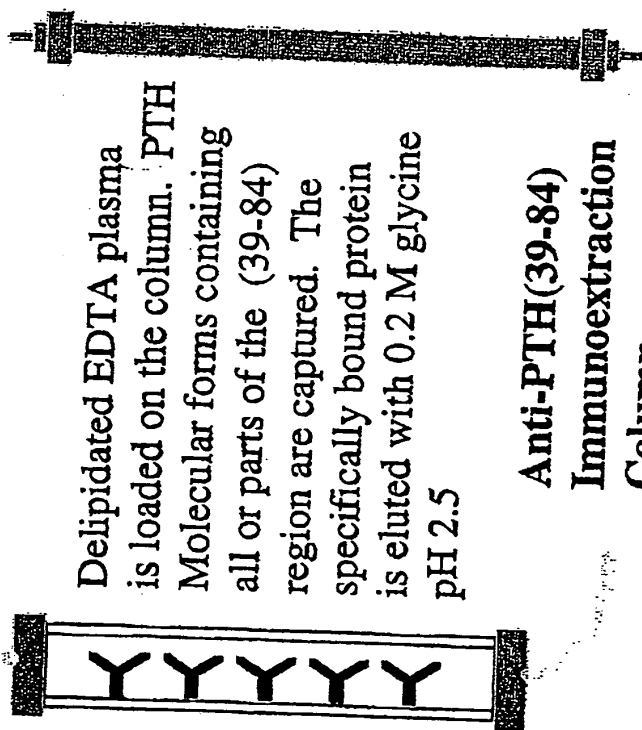 Delipidated EDTA plasma
is loaded on the column. PTH
Molecular forms containing
all or parts of the (39-84)
region are captured. The
specifically bound protein
is eluted with 0.2 M glycine
pH 2.5
Anti-PTH(39-84)
Immunoextraction
Column